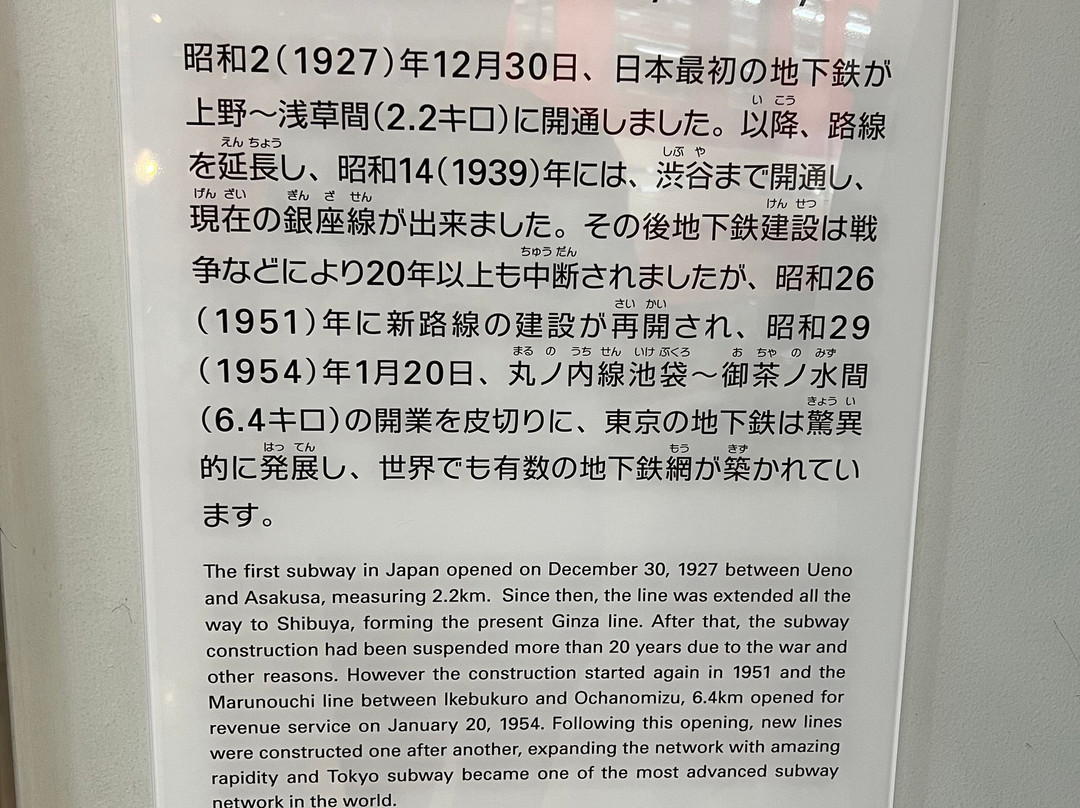 昭和2(1927)年12月30日、日本最初の地下鉄が
上野～浅草間(2.2キロ)に開通しました。以降、路線
を延長し、昭和14(1939)年には、渋谷まで開通し、
現在の銀座線が出来ました。その後地下鉄建設は戦
争などにより20年以上も中断されましたが、昭和26
(1951)年に新路線の建設が再開され、昭和29
(1954)年1月20日、丸ノ内線池袋～御茶ノ水間
(6.4キロ)の開業を皮切りに、東京の地下鉄は驚異
的に発展し、世界でも有数の地下鉄網が築かれてい
ます。
The first subway in Japan opened on December 30, 1927 between Ueno
and Asakusa, measuring 2.2km. Since then, the line was extended all the
way to Shibuya, forming the present Ginza line. After that, the subway
construction had been suspended more than 20 years due to the war and
other reasons. However the construction started again in 1951 and the
Marunouchi line between Ikebukuro and Ochanomizu, 6.4km opened for
revenue service on January 20, 1954. Following this opening, new lines
were constructed one after another, expanding the network with amazing
rapidity and Tokyo subway became one of the most advanced subway
network in the world.